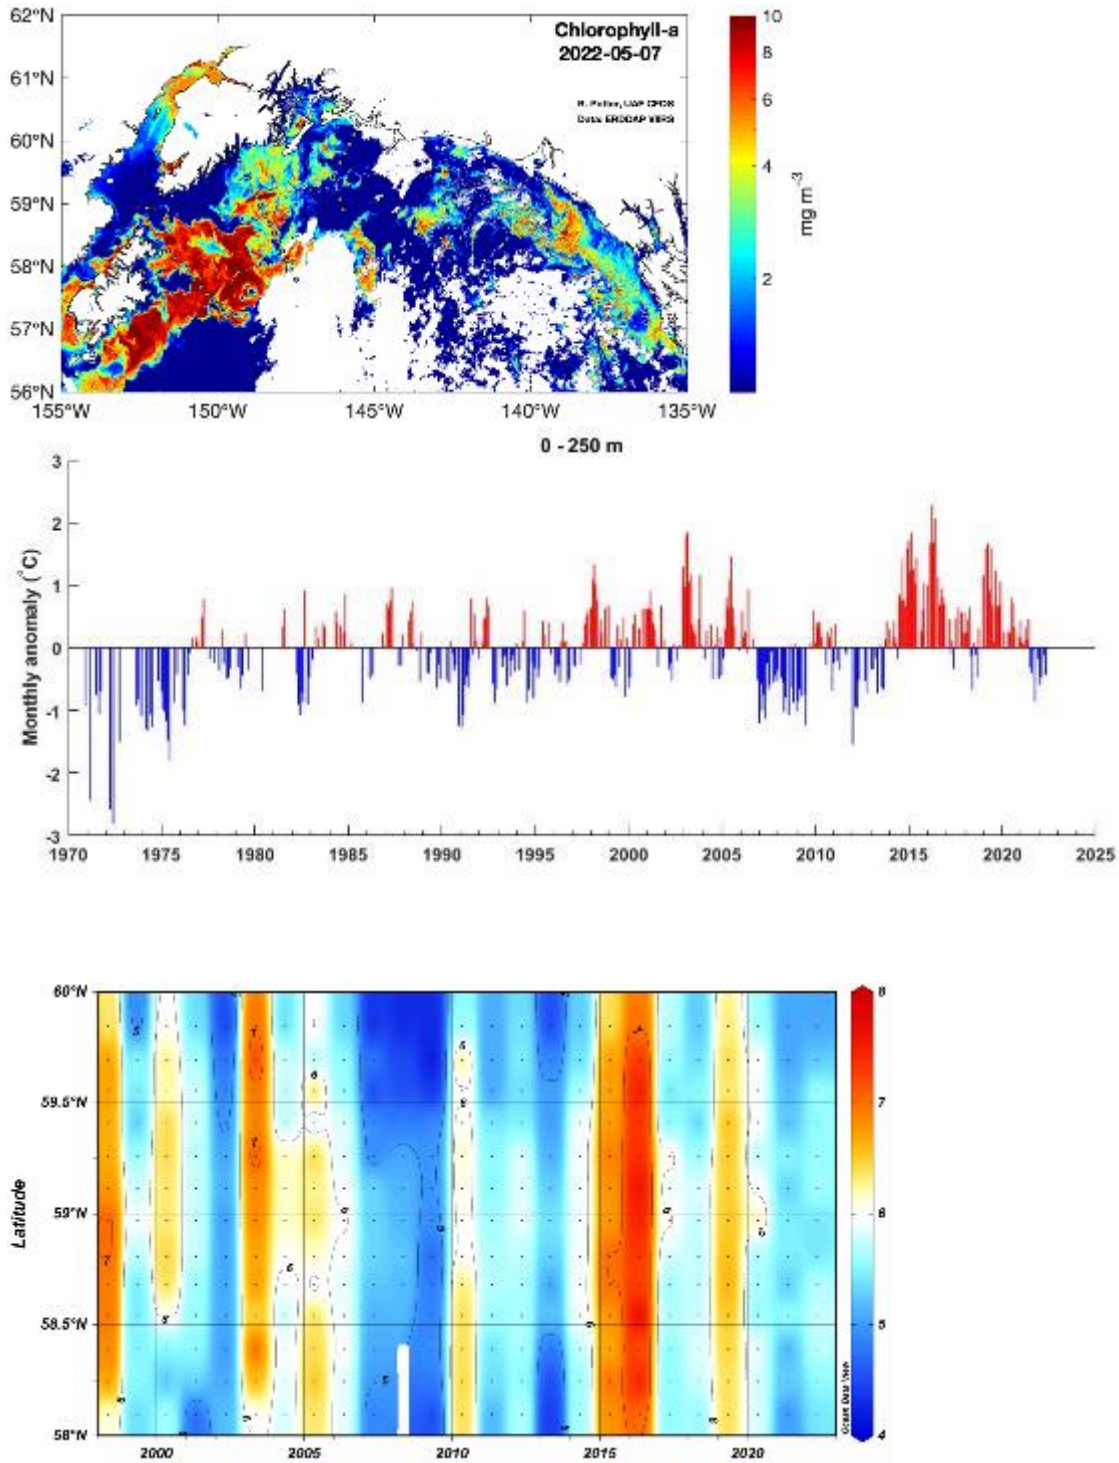 62°N
61°N
60°N
59°N
58°N
57°N
56°N
155°W 150°W 145°W 140°W 135°W
Chlorophyll-a
2022-05-07
Data: ERDDAP VIIRS
10
8
6
4
2
mg m-3
0 - 250 m
Monthly anomaly (°C)
3
2
1
0
-1
-2
-3
1970 1975 1980 1985 1990 1995 2000 2005 2010 2015 2020 2025
Latitude
60°N
59.5°N
59°N
58.5°N
58°N
2000 2005 2010 2015 2020
8
7
6
5
4
Ocean Data View